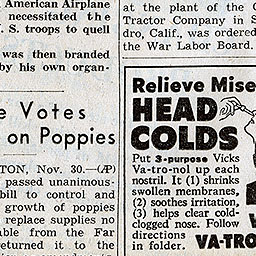 American Airplane
necessitated the
S. troops to quell
was then branded
by his own organ-
Votes
on Poppies
TON, Nov. 30.—(AP)
passed unanimous-
bill to control and
growth of poppies
replace supplies no
able from the Far
returned it to the
at the plant of the
Tractor Company in S
dro, Calif., was ordered
the War Labor Board.
Relieve Mise
HEAD
COLDS
Put 3-purpose Vicks
Va-tro-nol up each
nostril. It (1) shrinks
swollen membranes,
(2) soothes irritation,
(3) helps clear cold-
clogged nose. Follow
directions
in folder.
VA-TRO